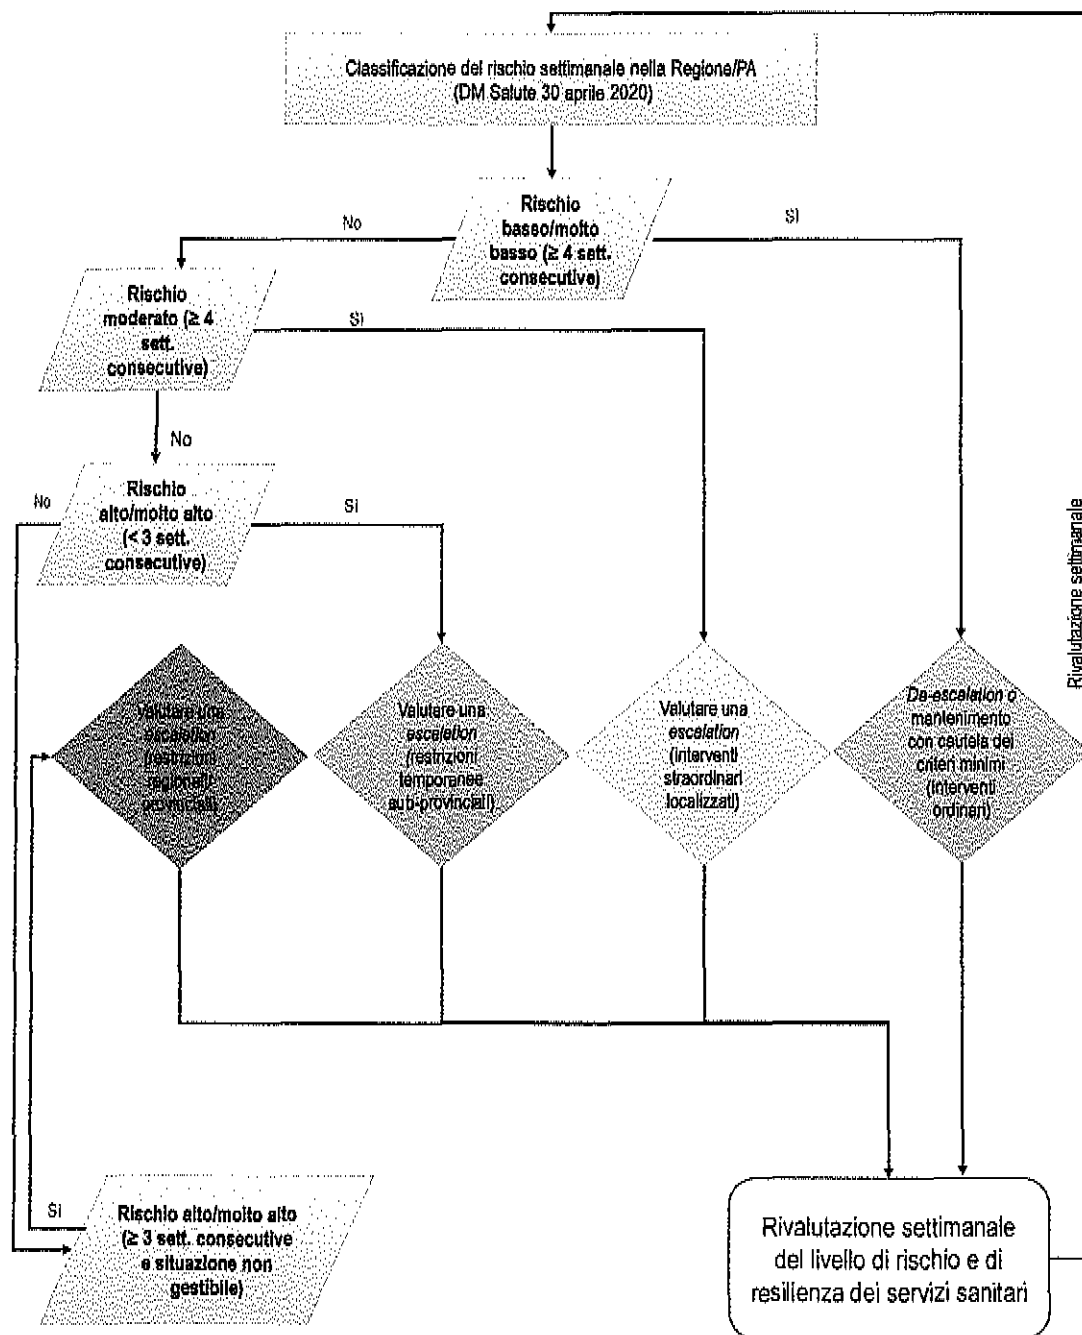 Classificazione del rischio settimanale nella Regione/PA
(DM Salute 30 aprile 2020)
Rischio
basso/molto
basso (≥ 4 sett.
consecutive)
No
Sì
Rischio
moderato (≥ 4
sett.
consecutive)
Sì
No
Rischio
alto/molto alto
(< 3 sett.
consecutive)
No
Sì
Valutare una
escalation
(restrizioni
regionali/
provinciali)
Valutare una
escalation
(restrizioni
temporanee
sub-provinciali)
Valutare una
escalation
(interventi
straordinari
localizzati)
De-escalation o
mantenimento
con cautela dei
criteri minimi
(interventi
ordinari)
Rivalutazione settimanale
Sì
Rischio alto/molto alto
(≥ 3 sett. consecutive
e situazione non
gestibile)
Rivalutazione settimanale
del livello di rischio e di
resilienza dei servizi sanitari